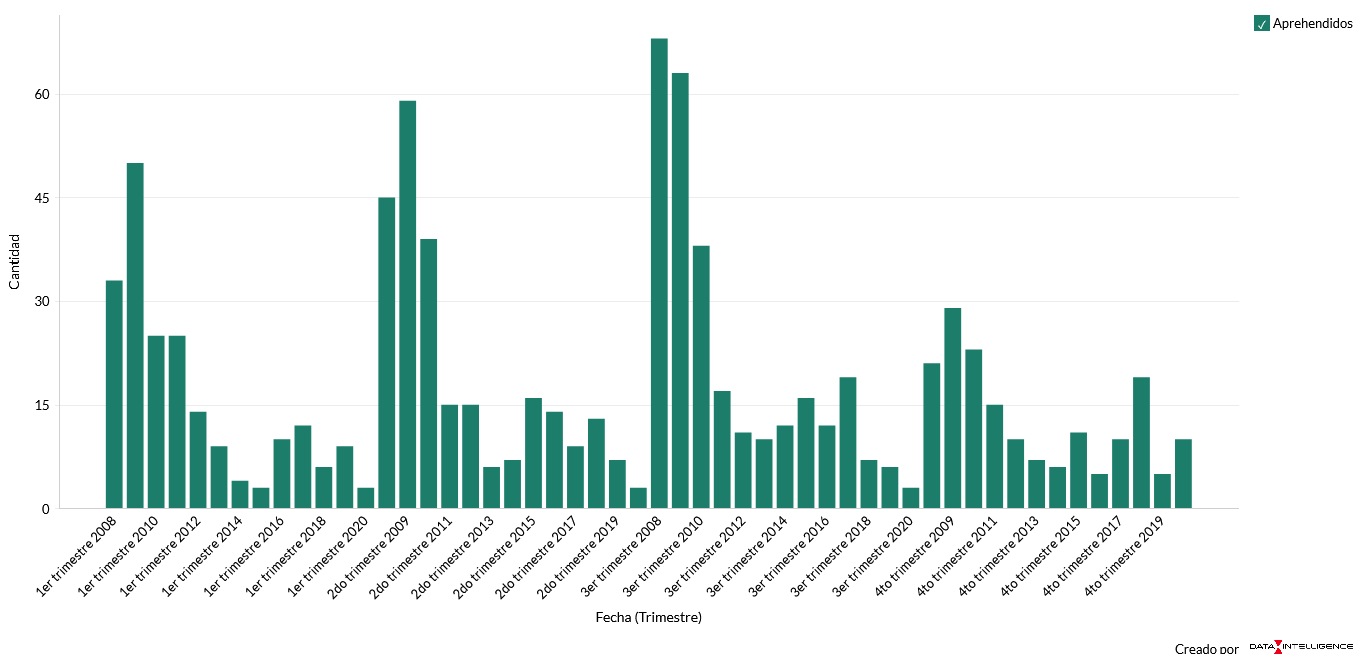 Aprehendidos
60
45
30
15
0
Cantidad
1er trimestre 2008
1er trimestre 2010
1er trimestre 2012
1er trimestre 2014
1er trimestre 2016
1er trimestre 2018
1er trimestre 2020
2do trimestre 2009
2do trimestre 2011
2do trimestre 2013
2do trimestre 2015
2do trimestre 2017
2do trimestre 2019
3er trimestre 2008
3er trimestre 2010
3er trimestre 2012
3er trimestre 2014
3er trimestre 2016
3er trimestre 2018
3er trimestre 2020
4to trimestre 2009
4to trimestre 2011
4to trimestre 2013
4to trimestre 2015
4to trimestre 2017
4to trimestre 2019
Fecha (Trimestre)
Creado por DATA INTELLIGENCE